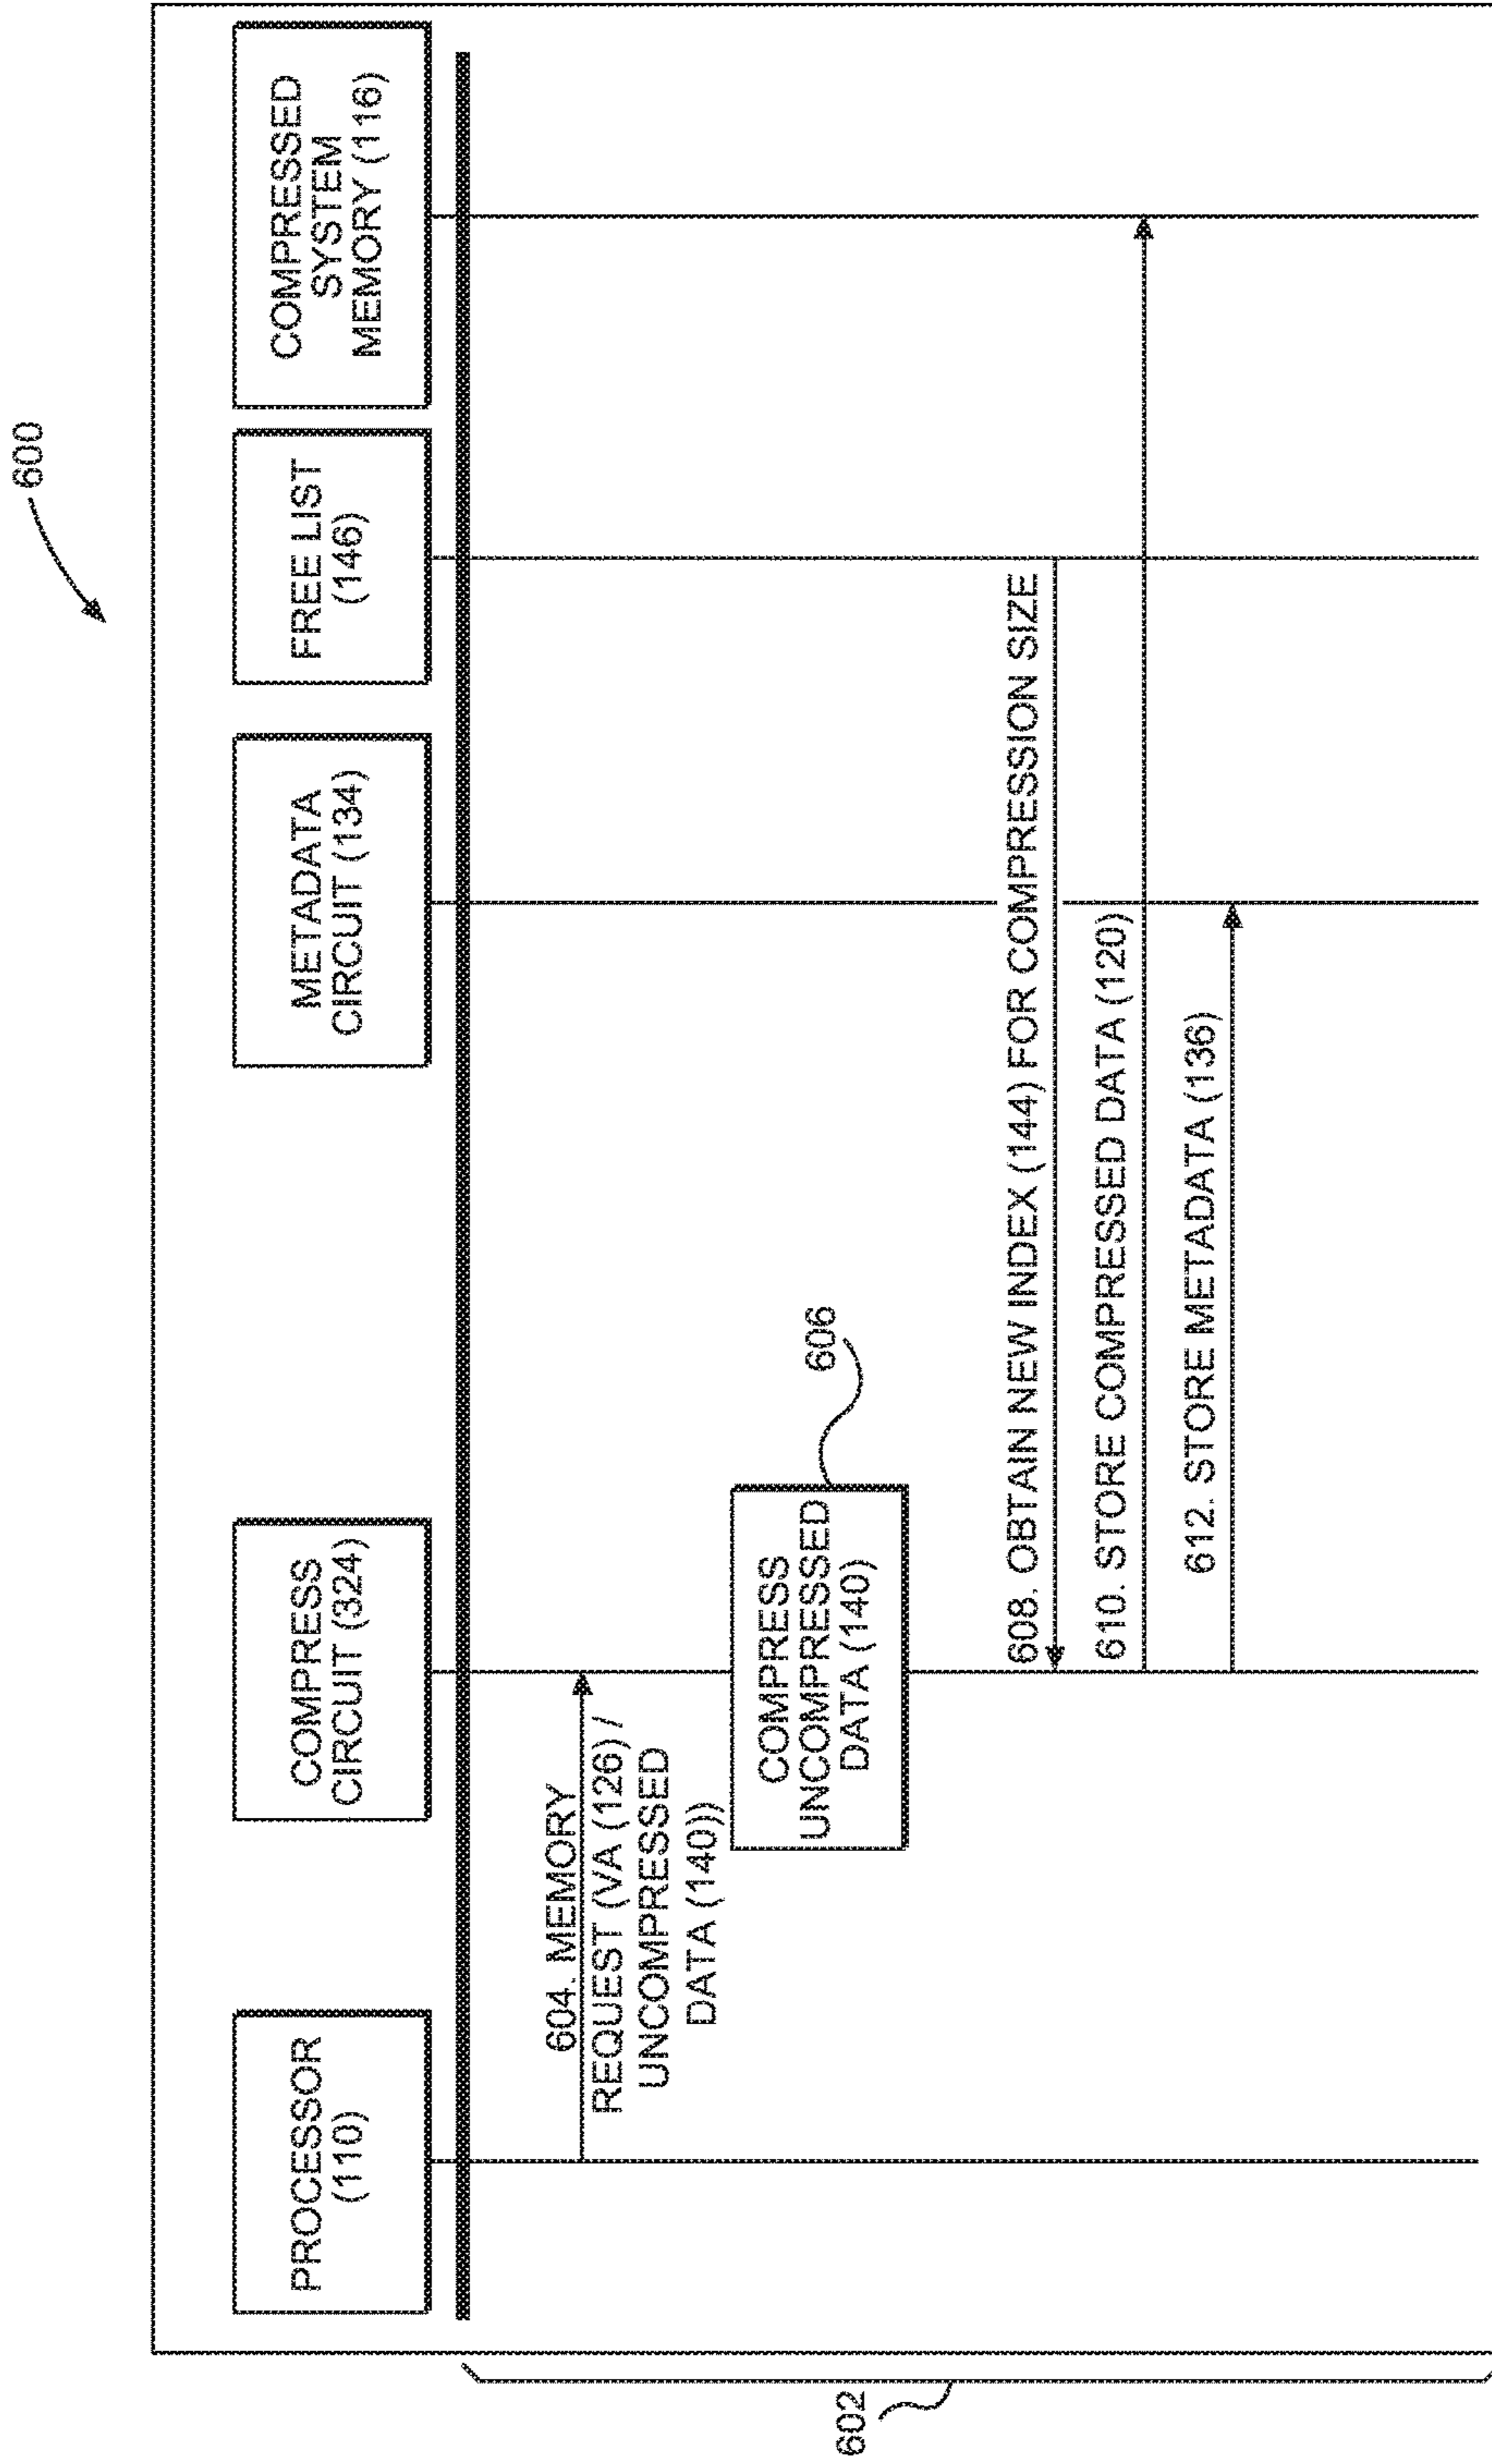 600
PROCESSOR
(110)
COMPRESS
CIRCUIT (324)
METADATA
CIRCUIT (134)
FREE LIST
(146)
COMPRESSED
SYSTEM
MEMORY (116)
604. MEMORY
REQUEST (VA (126) /
UNCOMPRESSED
DATA (140))
COMPRESS
UNCOMPRESSED
DATA (140)
606
608. OBTAIN NEW INDEX (144) FOR COMPRESSION SIZE
610. STORE COMPRESSED DATA (120)
612. STORE METADATA (136)
602